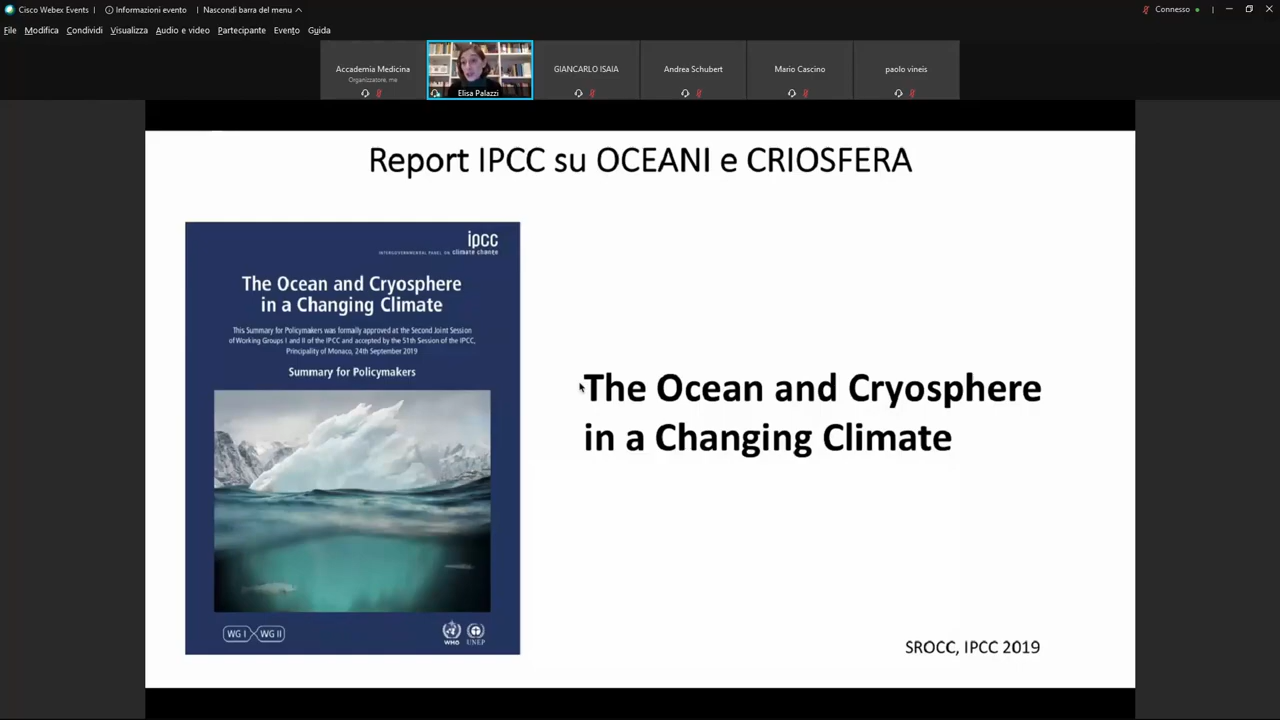 Cisco Webex Events
Informazioni evento
Nascondi barra del menu
Connesso
File Modifica Condividi Visualizza Audio e video Partecipante Evento Guida
Accademia Medicina
Organizzatore, me
Elisa Palazzi
GIANCARLO ISAIA
Andrea Schubert
Mario Cascino
paolo vineis
Report IPCC su OCEANI e CRIOSFERA
ipcc
INTERGOVERNMENTAL PANEL ON climate change
The Ocean and Cryosphere
in a Changing Climate
This Summary for Policymakers was formally approved at the Second Joint Session
of Working Groups I and II of the IPCC and accepted by the 51th Session of the IPCC,
Principality of Monaco, 24th September 2019
Summary for Policymakers
WG I WG II
WMO UNEP
The Ocean and Cryosphere
in a Changing Climate
SROCC, IPCC 2019